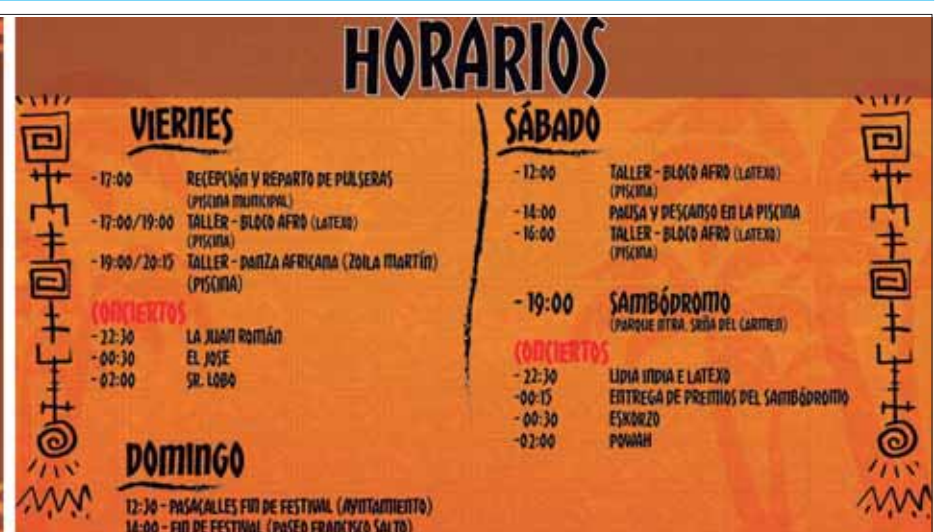 HORARIOS
VIERNES
- 17:00 RECEPCIÓN Y REPARTO DE PULSERAS
(PISCINA MUNICIPAL)
- 17:00/19:00 TALLER - BLOCO AFRO (LATEXO)
(PISCINA)
- 19:00/20:15 TALLER - DANZA AFRICANA (ZOILA MARTÍN)
(PISCINA)
CONCIERTOS
- 22:30 LA JUAN ROMÁN
- 00:30 EL JOSE
- 02:00 SR. LOBO
SÁBADO
- 12:00 TALLER - BLOCO AFRO (LATEXO)
(PISCINA)
- 14:00 PAUSA Y DESCANSO EN LA PISCINA
- 16:00 TALLER - BLOCO AFRO (LATEXO)
(PISCINA)
- 19:00 SAMBÓDROMO
(PARQUE NTRA. SRÑA DEL CARMEN)
CONCIERTOS
- 22:30 LIDIA INDIA E LATEXO
-00:15 ENTREGA DE PREMIOS DEL SAMBÓDROMO
- 00:30 ESKORZO
-02:00 POWAH
DOMINGO
12:30 - PASACALLES FIN DE FESTIVAL (AYNTAMIENTO)
14:00 - FIN DE FESTIVAL (PASEO FRANCISCO SALTO)